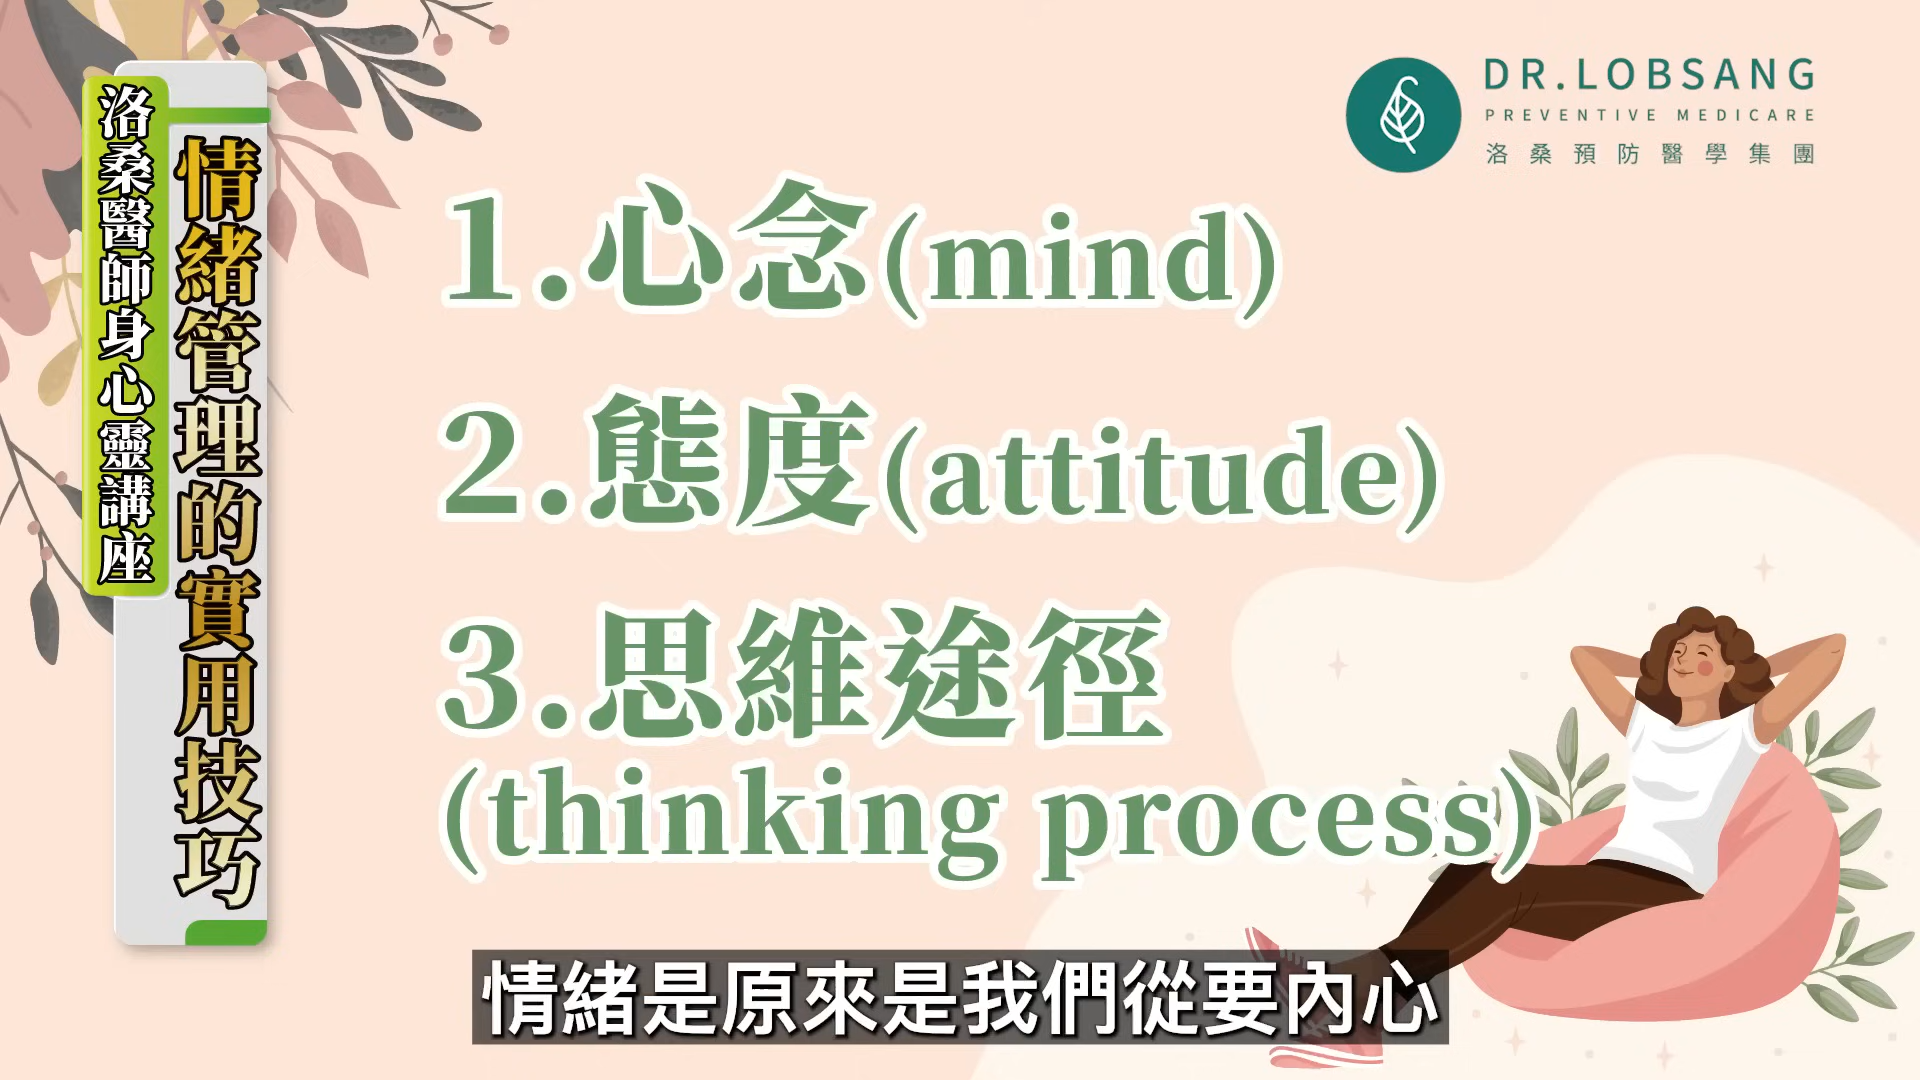 洛桑醫師身心靈講座
情緒管理的實用技巧
DR.LOBSANG
PREVENTIVE MEDICARE
洛桑預防醫學集團
1.心念(mind)
2.態度(attitude)
3.思維途徑
(thinking process)
情緒是原來是我們從要內心